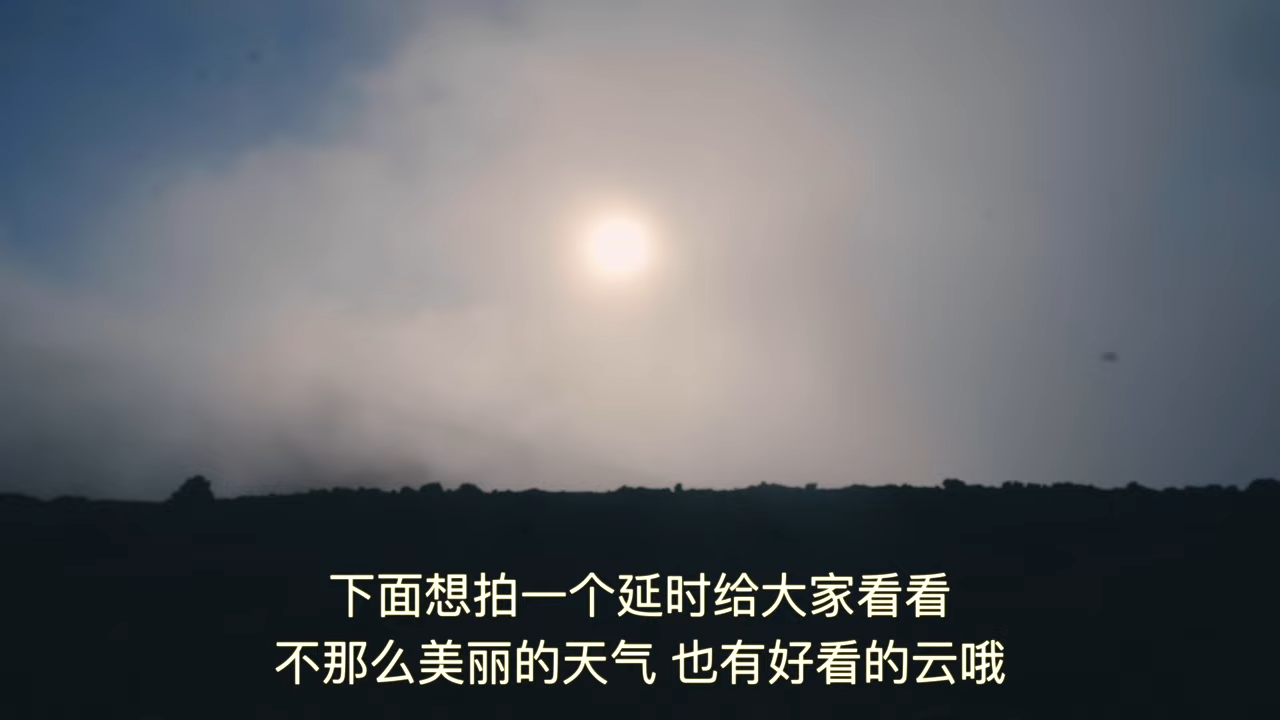 下面想拍一个延时给大家看看
不那么美丽的天气 也有好看的云哦